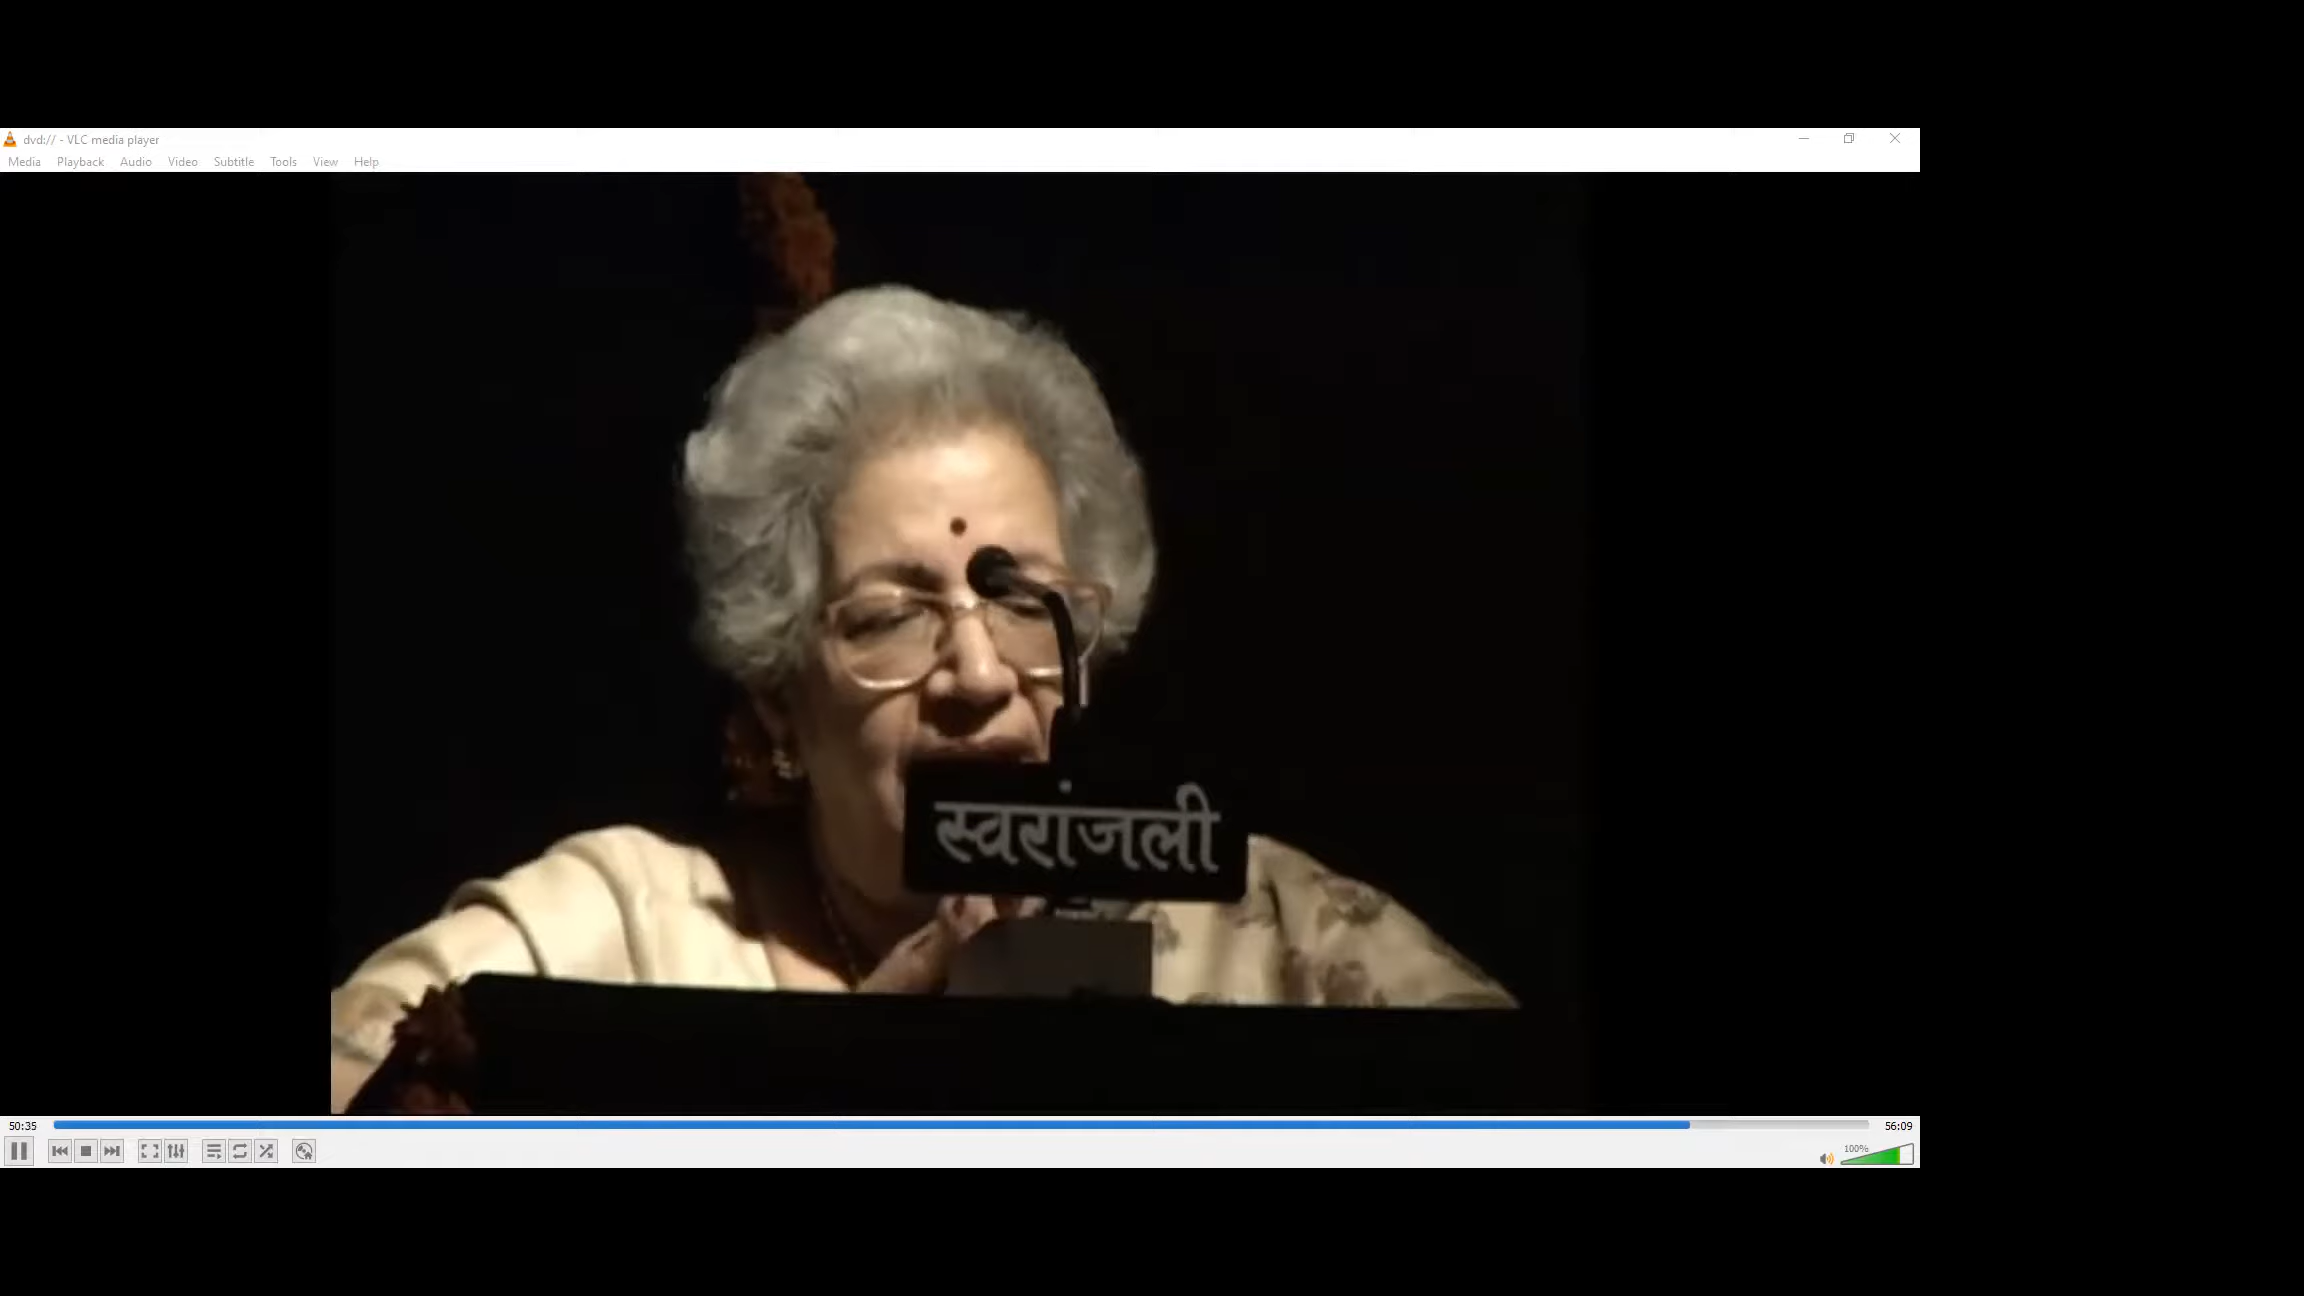 dvd:// - VLC media player
Media Playback Audio Video Subtitle Tools View Help
स्वरांजली
50:35
56:09
100%